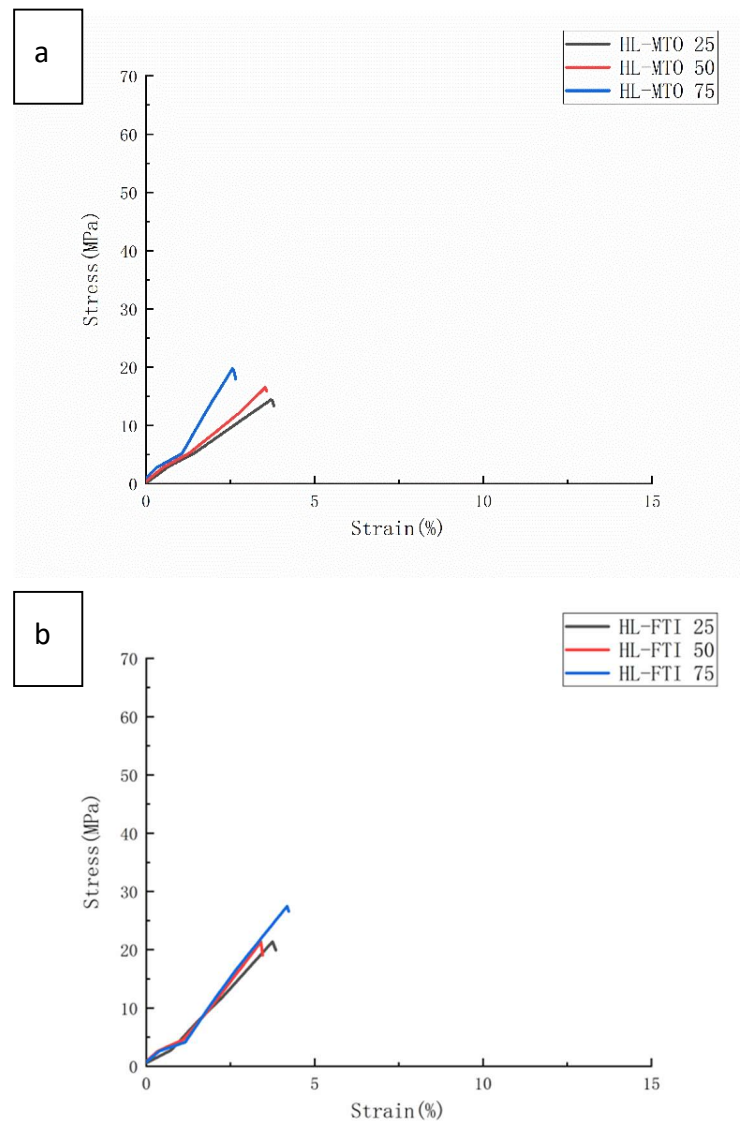 a
HL-MTO 25
HL-MTO 50
HL-MTO 75
70
60
50
40
30
20
10
0
Stress(MPa)
0 5 10 15
Strain(%)
b
HL-FTI 25
HL-FTI 50
HL-FTI 75
70
60
50
40
30
20
10
0
Stress(MPa)
0 5 10 15
Strain(%)